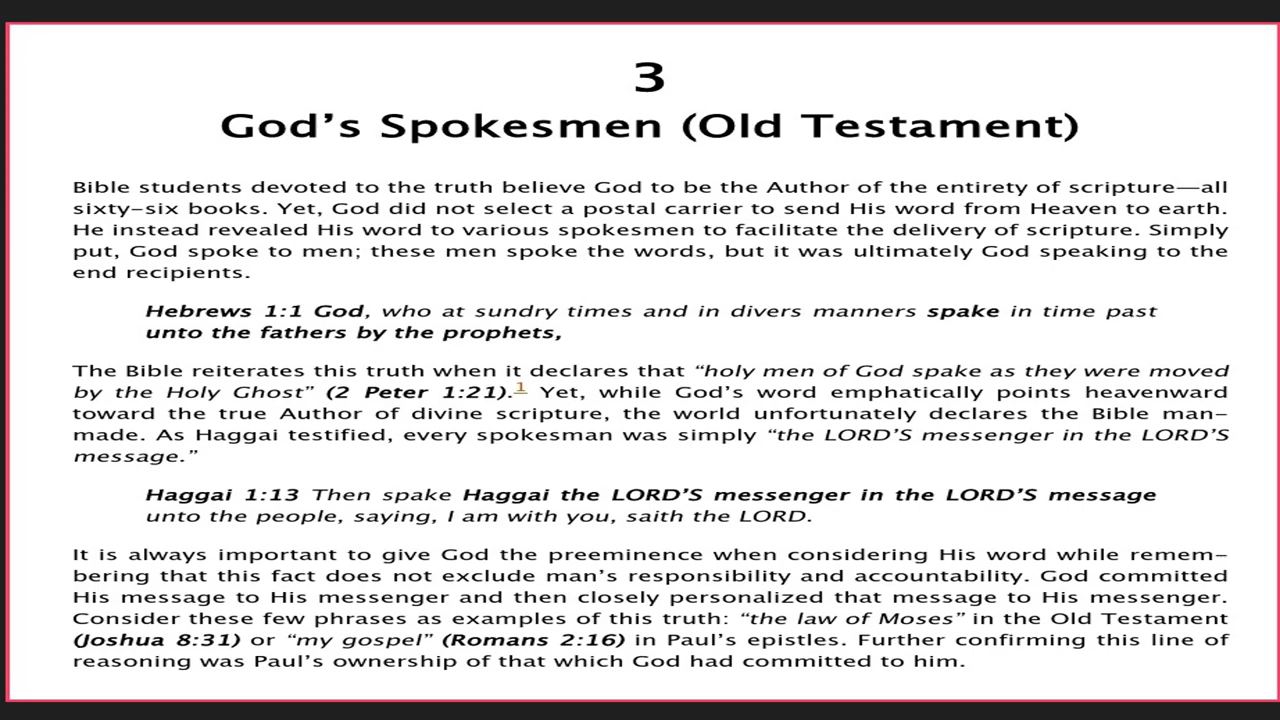 3
God's Spokesmen (Old Testament)
Bible students devoted to the truth believe God to be the Author of the entirety of scripture—all
sixty-six books. Yet, God did not select a postal carrier to send His word from Heaven to earth.
He instead revealed His word to various spokesmen to facilitate the delivery of scripture. Simply
put, God spoke to men; these men spoke the words, but it was ultimately God speaking to the
end recipients.
Hebrews 1:1 God, who at sundry times and in divers manners spake in time past
unto the fathers by the prophets,
The Bible reiterates this truth when it declares that “holy men of God spake as they were moved
by the Holy Ghost” (2 Peter 1:21).1 Yet, while God's word emphatically points heavenward
toward the true Author of divine scripture, the world unfortunately declares the Bible man-
made. As Haggai testified, every spokesman was simply “the LORD'S messenger in the LORD'S
message.”
Haggai 1:13 Then spake Haggai the LORD'S messenger in the LORD'S message
unto the people, saying, I am with you, saith the LORD.
It is always important to give God the preeminence when considering His word while remem-
bering that this fact does not exclude man's responsibility and accountability. God committed
His message to His messenger and then closely personalized that message to His messenger.
Consider these few phrases as examples of this truth: “the law of Moses” in the Old Testament
(Joshua 8:31) or “my gospel” (Romans 2:16) in Paul's epistles. Further confirming this line of
reasoning was Paul's ownership of that which God had committed to him.